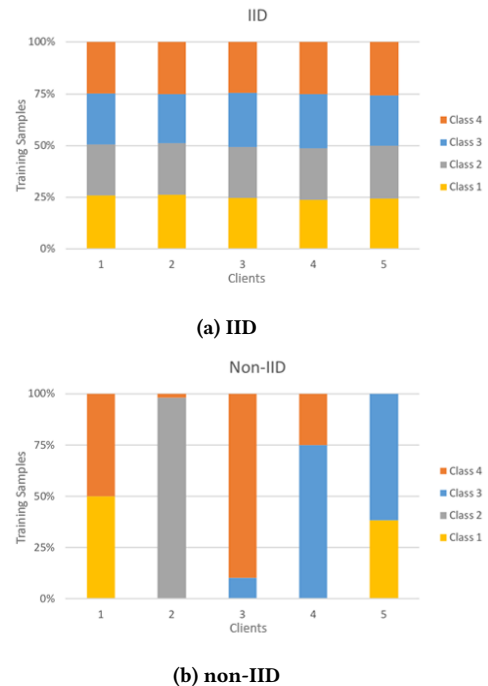 IID
100%
75%
50%
25%
0%
Training Samples
1 2 3 4 5
Clients
Class 4
Class 3
Class 2
Class 1
(a) IID
Non-IID
100%
75%
50%
25%
0%
Training Samples
1 2 3 4 5
Clients
Class 4
Class 3
Class 2
Class 1
(b) non-IID